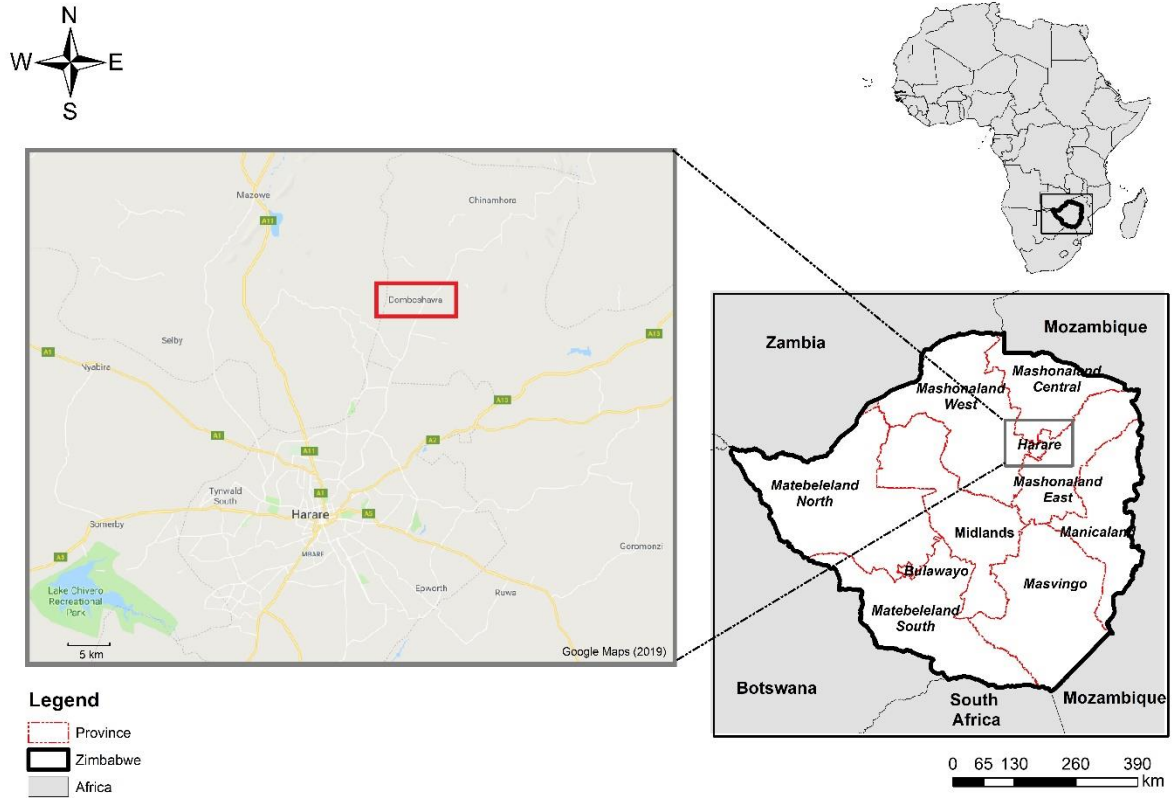 N
W
E
S
Mazowe
Chinamhora
A11
Domboshawa
A13
Selby
A1
Nyabira
A13
A1
A2
A11
Tynwald
South
A1
Harare
A3
Somerby
MBARE
Goromonzi
A1
Epworth
Ruwa
Lake Chivero
Recreational
Park
5 km
Google Maps (2019)
Zambia
Mozambique
Mashonaland
Central
Mashonaland
West
Harare
Matebeleland
North
Mashonaland
East
Midlands
Manicaland
Bulawayo
Masvingo
Matebeleland
South
Botswana
South
Africa
Mozambique
Legend
Province
Zimbabwe
Africa
0 65 130 260 390
km